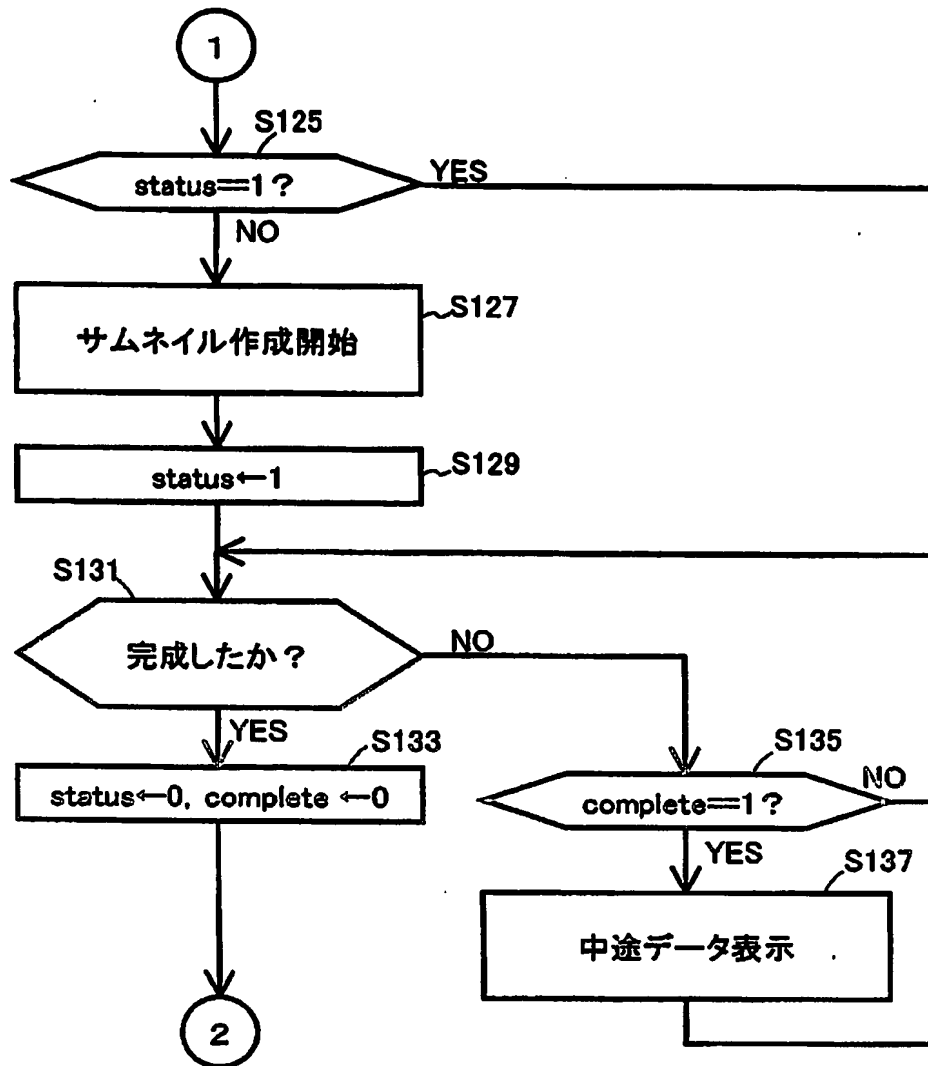 1
S125
status==1?
YES
NO
S127
サムネイル作成開始
S129
status←1
S131
完成したか？
NO
YES
S133
status←0, complete ←0
S135
complete==1?
NO
YES
S137
中途データ表示
2